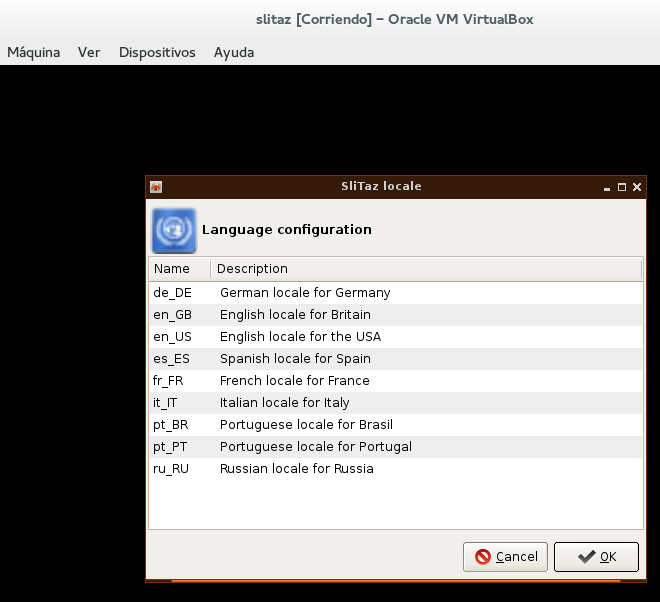 slitaz [Corriendo] – Oracle VM VirtualBox
Máquina Ver Dispositivos Ayuda
SliTaz locale
Language configuration
Name Description
de_DE German locale for Germany
en_GB English locale for Britain
en_US English locale for the USA
es_ES Spanish locale for Spain
fr_FR French locale for France
it_IT Italian locale for Italy
pt_BR Portuguese locale for Brasil
pt_PT Portuguese locale for Portugal
ru_RU Russian locale for Russia
Cancel OK